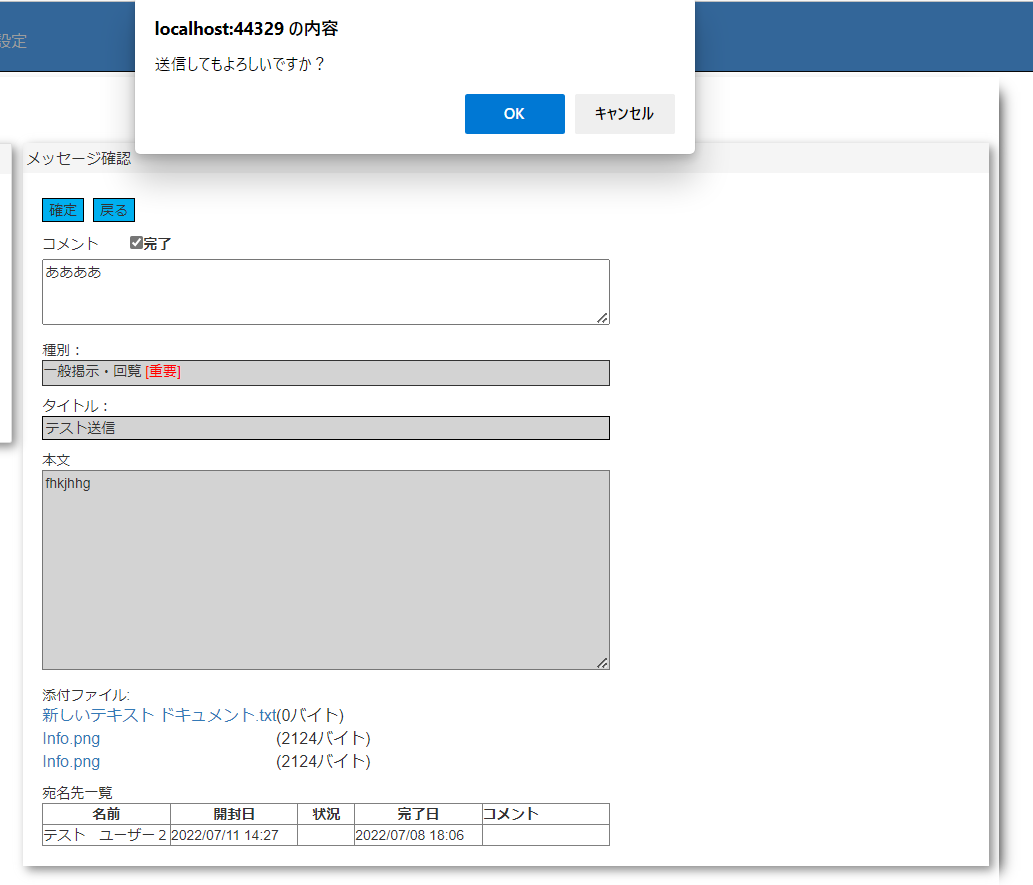 設定
localhost:44329 の内容
送信してもよろしいですか？
OK キャンセル
メッセージ確認
確定 戻る
コメント 完了
ああああ
種別：
一般掲示・回覧 [重要]
タイトル：
テスト送信
本文
fhkjhhg
添付ファイル:
新しいテキスト ドキュメント.txt(0バイト)
Info.png (2124バイト)
Info.png (2124バイト)
宛名先一覧
名前 開封日 状況 完了日 コメント
テスト　ユーザー２ 2022/07/11 14:27 2022/07/08 18:06